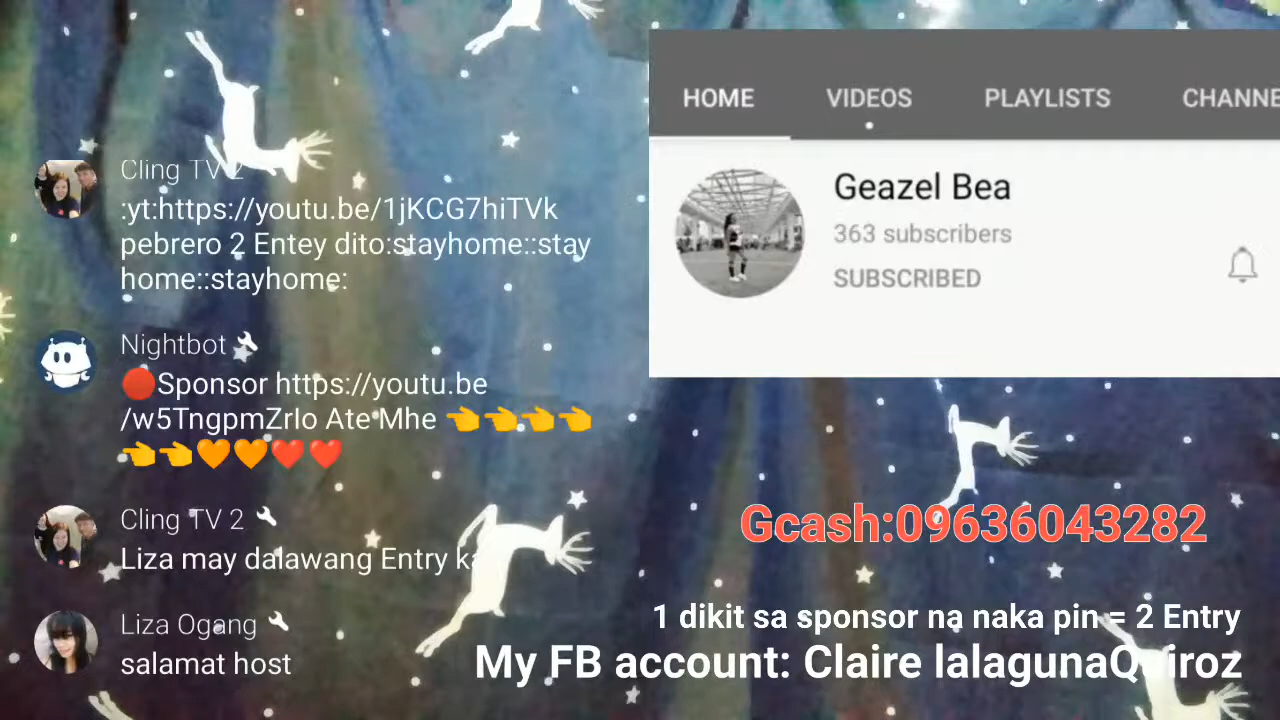 Cling TV 2
:yt:https://youtu.be/1jKCG7hiTVk
pebrero 2 Entey dito:stayhome::stay
home::stayhome:
Nightbot
🔴Sponsor https://youtu.be
/w5TngpmZrIo Ate Mhe 👈👈👈👈
👈👈🧡🧡❤️❤️
Cling TV 2
Liza may dalawang Entry ka
Liza Ogang
salamat host
HOME VIDEOS PLAYLISTS CHANNE
Geazel Bea
363 subscribers
SUBSCRIBED
Gcash:09636043282
1 dikit sa sponsor na naka pin = 2 Entry
My FB account: Claire lalagunaQuiroz